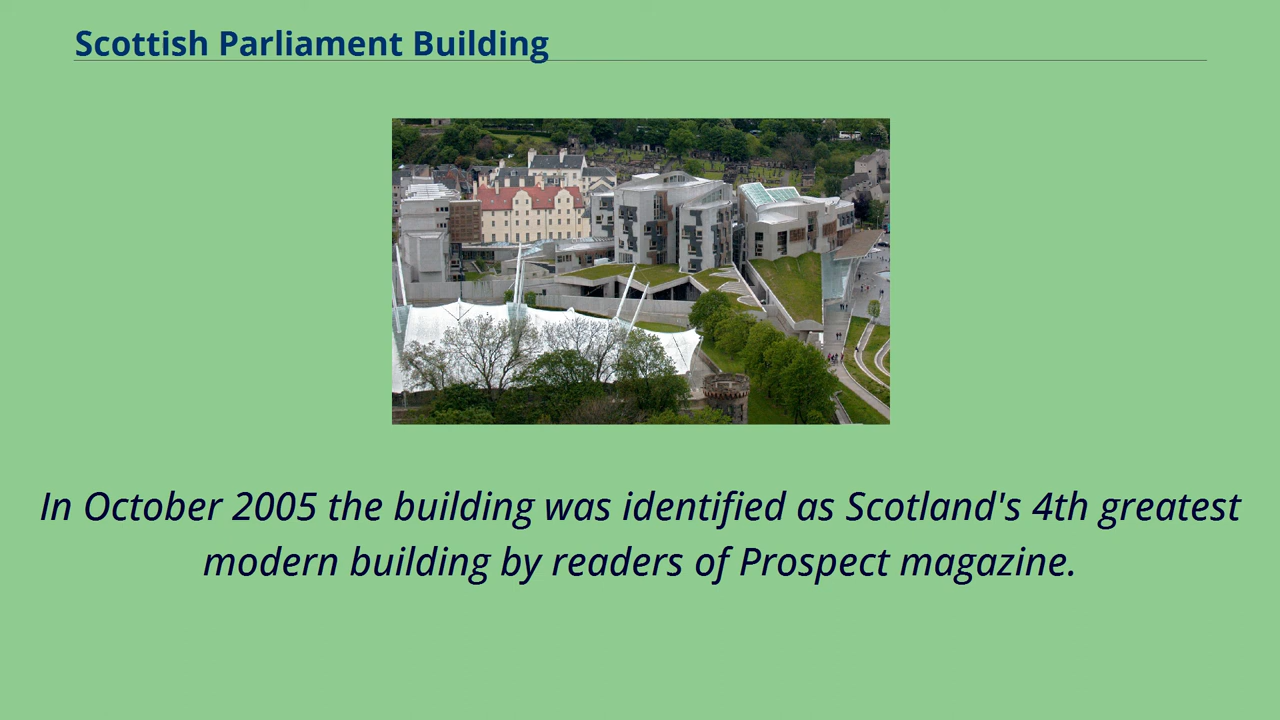 Scottish Parliament Building
In October 2005 the building was identified as Scotland's 4th greatest
modern building by readers of Prospect magazine.